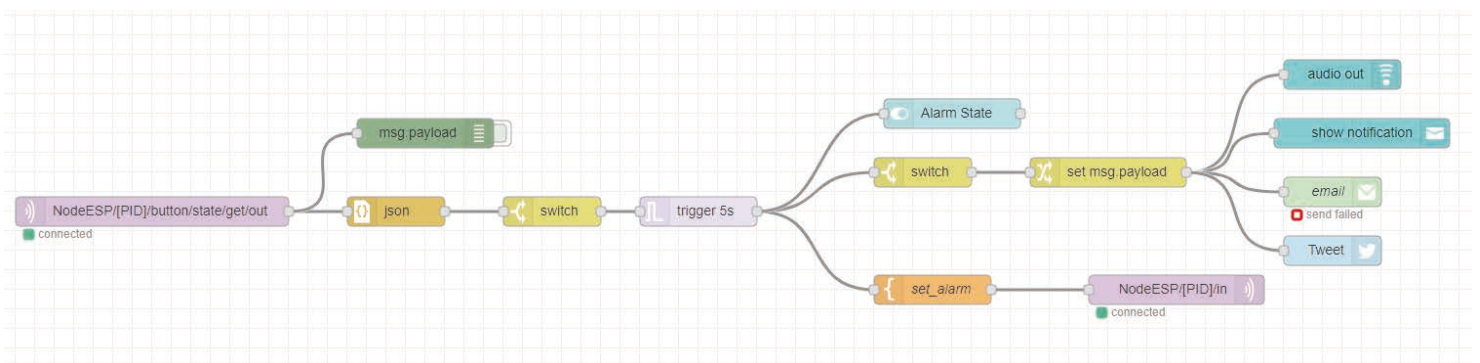 NodeESP/[PID]/button/state/get/out
connected
msg.payload
json
switch
trigger 5s
Alarm State
switch
set msg.payload
audio out
show notification
email
send failed
Tweet
set_alarm
NodeESP/[PID]/in
connected